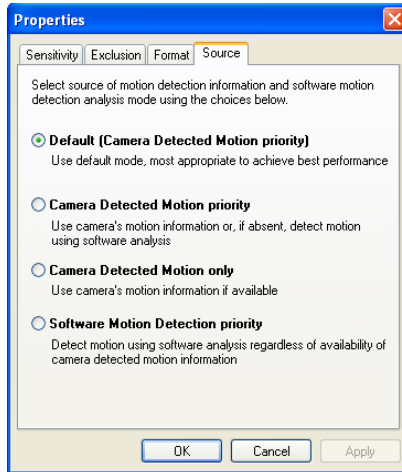 Properties
Sensitivity Exclusion Format Source
Select source of motion detection information and software motion
detection analysis mode using the choices below.
Default (Camera Detected Motion priority)
Use default mode, most appropriate to achieve best performance
Camera Detected Motion priority
Use camera's motion information or, if absent, detect motion
using software analysis
Camera Detected Motion only
Use camera's motion information if available
Software Motion Detection priority
Detect motion using software analysis regardless of availability of
camera detected motion information
OK Cancel Apply